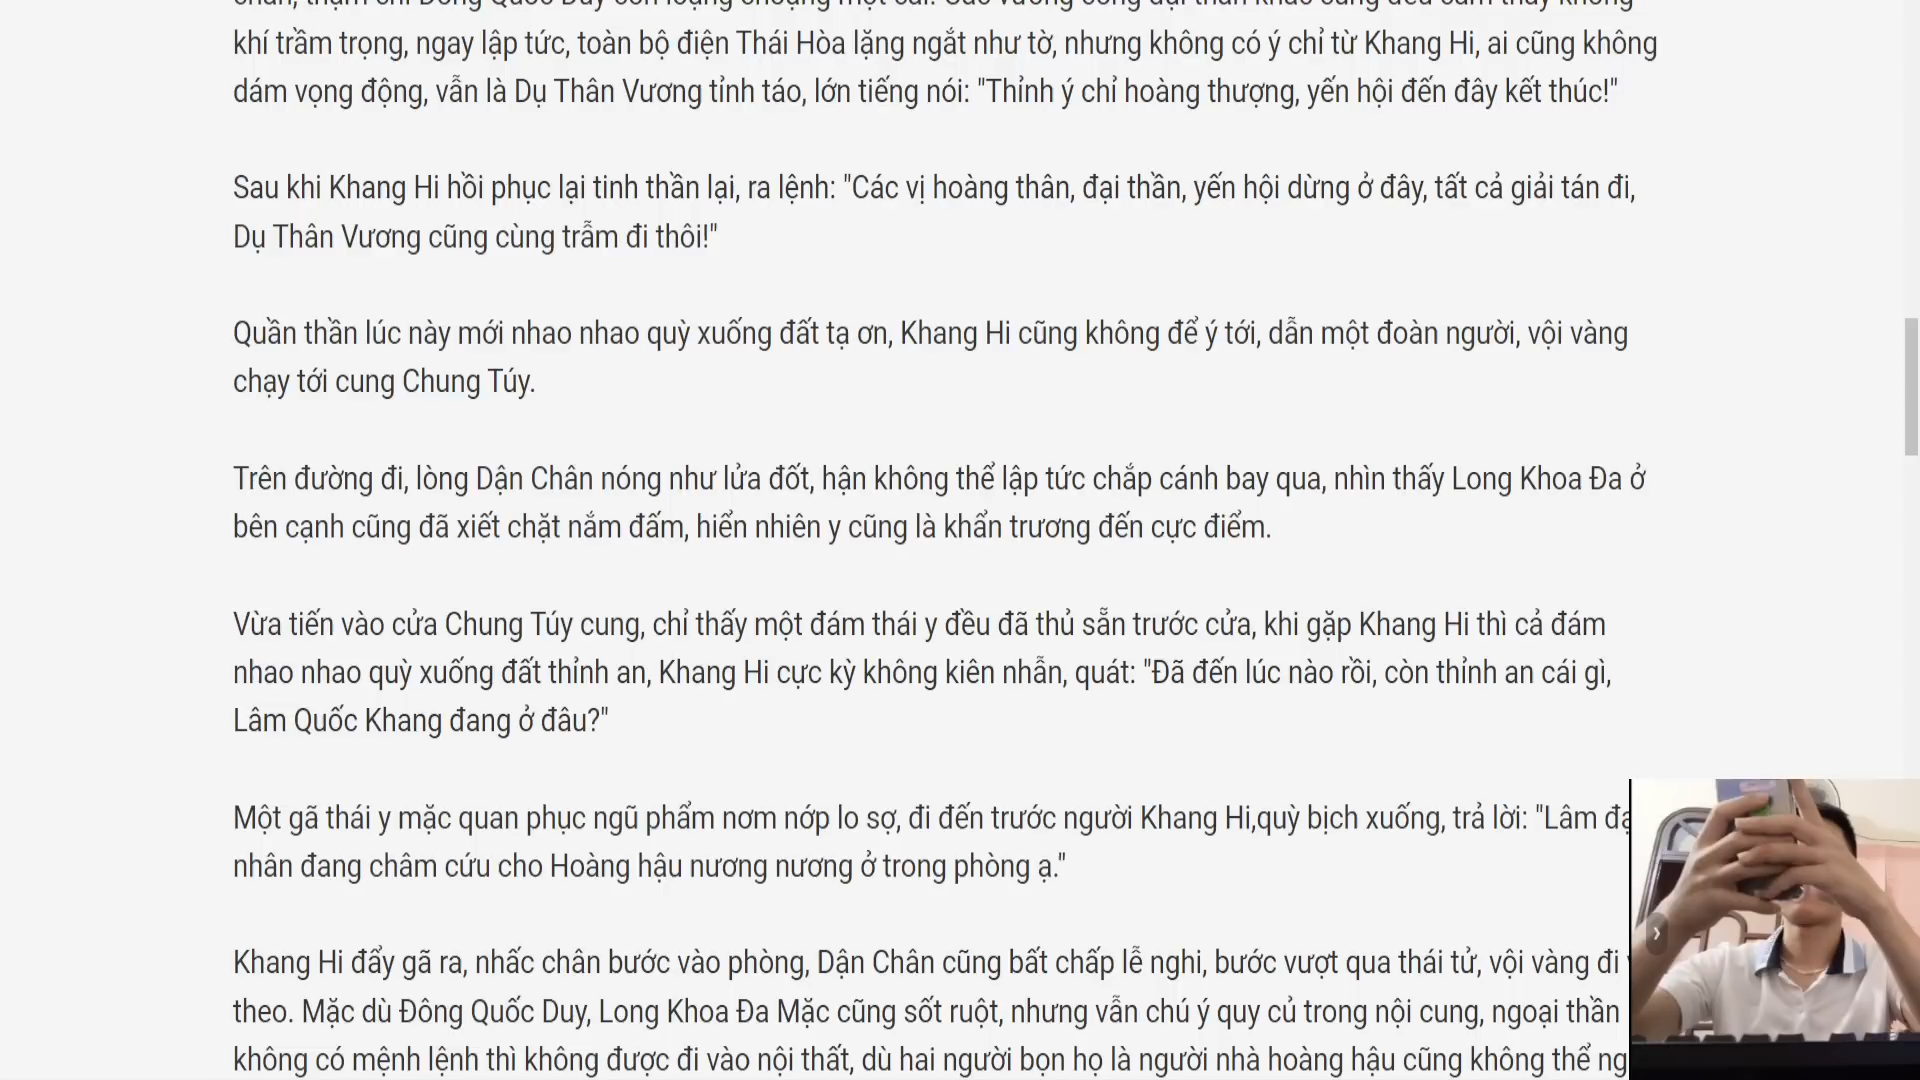 khí trầm trọng, ngay lập tức, toàn bộ điện Thái Hòa lặng ngắt như tờ, nhưng không có ý chỉ từ Khang Hi, ai cũng không
dám vọng động, vẫn là Dụ Thân Vương tỉnh táo, lớn tiếng nói: "Thỉnh ý chỉ hoàng thượng, yến hội đến đây kết thúc!"
Sau khi Khang Hi hồi phục lại tinh thần lại, ra lệnh: "Các vị hoàng thân, đại thần, yến hội dừng ở đây, tất cả giải tán đi,
Dụ Thân Vương cũng cùng trẫm đi thôi!"
Quần thần lúc này mới nhao nhao quỳ xuống đất tạ ơn, Khang Hi cũng không để ý tới, dẫn một đoàn người, vội vàng
chạy tới cung Chung Túy.
Trên đường đi, lòng Dận Chân nóng như lửa đốt, hận không thể lập tức chắp cánh bay qua, nhìn thấy Long Khoa Đa ở
bên cạnh cũng đã xiết chặt nắm đấm, hiển nhiên y cũng là khẩn trương đến cực điểm.
Vừa tiến vào cửa Chung Túy cung, chỉ thấy một đám thái y đều đã thủ sẵn trước cửa, khi gặp Khang Hi thì cả đám
nhao nhao quỳ xuống đất thỉnh an, Khang Hi cực kỳ không kiên nhẫn, quát: "Đã đến lúc nào rồi, còn thỉnh an cái gì,
Lâm Quốc Khang đang ở đâu?"
Một gã thái y mặc quan phục ngũ phẩm nơm nớp lo sợ, đi đến trước người Khang Hi,quỳ bịch xuống, trả lời: "Lâm
nhân đang châm cứu cho Hoàng hậu nương nương ở trong phòng ạ."
Khang Hi đẩy gã ra, nhấc chân bước vào phòng, Dận Chân cũng bất chấp lễ nghi, bước vượt qua thái tử, vội vàng đi
theo. Mặc dù Đông Quốc Duy, Long Khoa Đa Mặc cũng sốt ruột, nhưng vẫn chú ý quy củ trong nội cung, ngoại thần
không có mệnh lệnh thì không được đi vào nội thất, dù hai người bọn họ là người nhà hoàng hậu cũng không thể